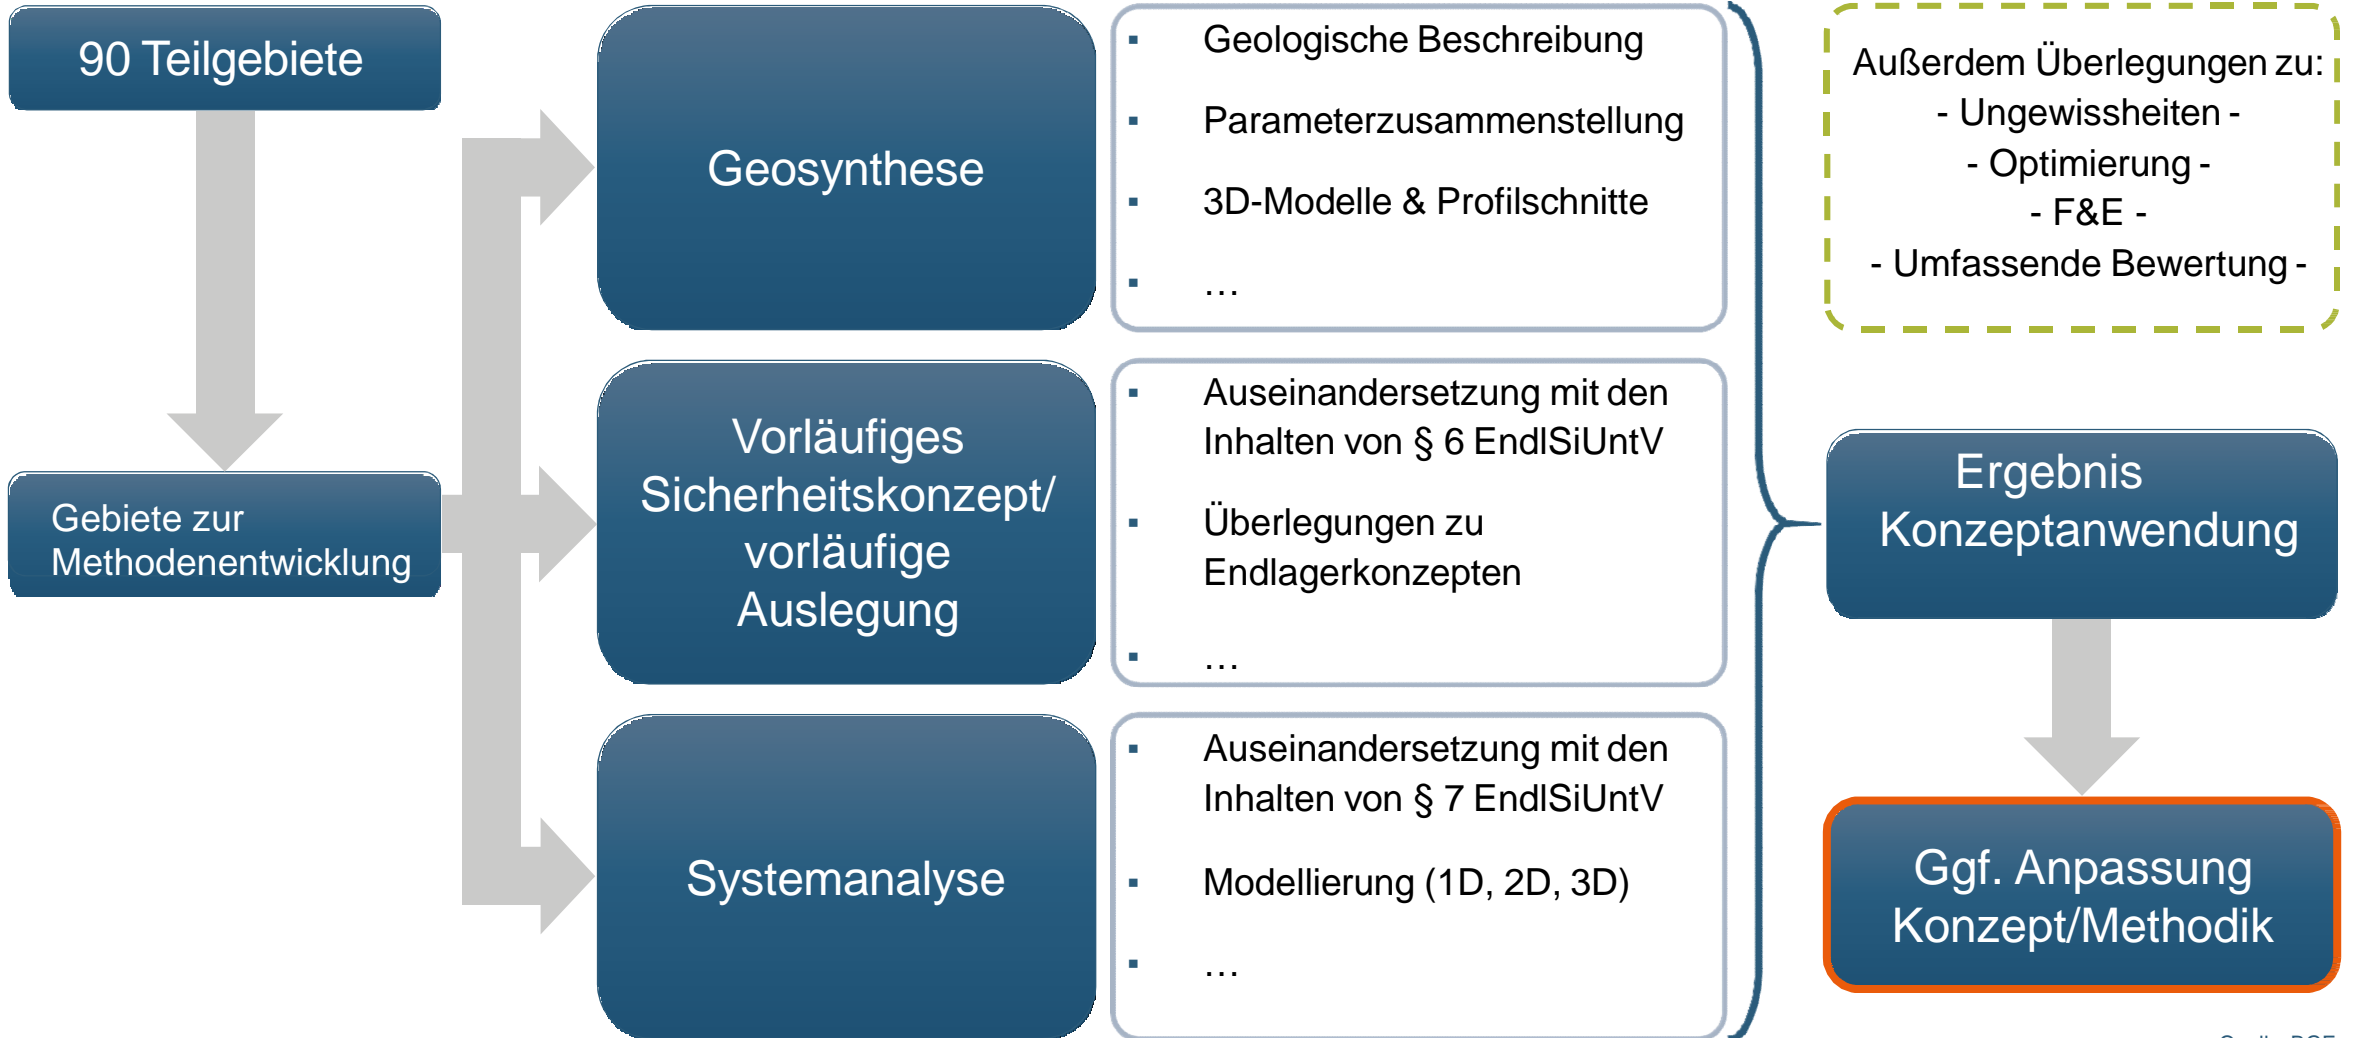 90 Teilgebiete
Gebiete zur
Methodenentwicklung
Geosynthese
▪ Geologische Beschreibung
▪ Parameterzusammenstellung
▪ 3D-Modelle & Profilschnitte
▪ …
Vorläufiges
Sicherheitskonzept/
vorläufige
Auslegung
▪ Auseinandersetzung mit den
Inhalten von § 6 EndlSiUntV
▪ Überlegungen zu
Endlagerkonzepten
▪ …
Systemanalyse
▪ Auseinandersetzung mit den
Inhalten von § 7 EndlSiUntV
▪ Modellierung (1D, 2D, 3D)
▪ …
Außerdem Überlegungen zu:
- Ungewissheiten -
- Optimierung -
- F&E -
- Umfassende Bewertung -
Ergebnis
Konzeptanwendung
Ggf. Anpassung
Konzept/Methodik